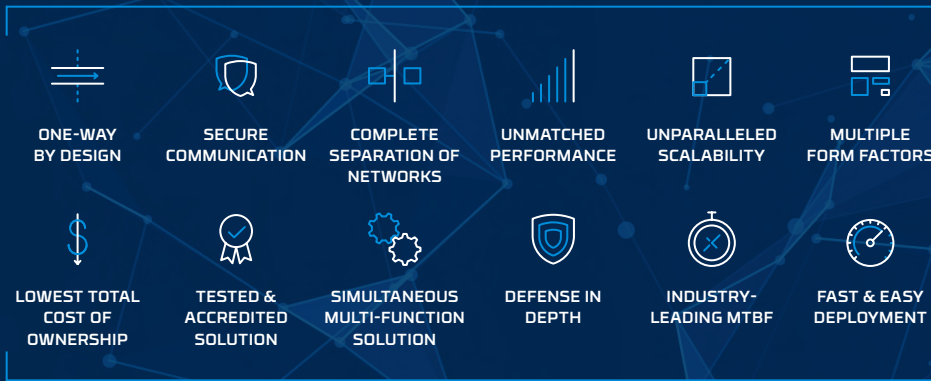 ONE-WAY
BY DESIGN
SECURE
COMMUNICATION
COMPLETE
SEPARATION OF
NETWORKS
UNMATCHED
PERFORMANCE
UNPARALLELED
SCALABILITY
MULTIPLE
FORM FACTORS
LOWEST TOTAL
COST OF
OWNERSHIP
TESTED &
ACCREDITED
SOLUTION
SIMULTANEOUS
MULTI-FUNCTION
SOLUTION
DEFENSE IN
DEPTH
INDUSTRY-
LEADING MTBF
FAST & EASY
DEPLOYMENT